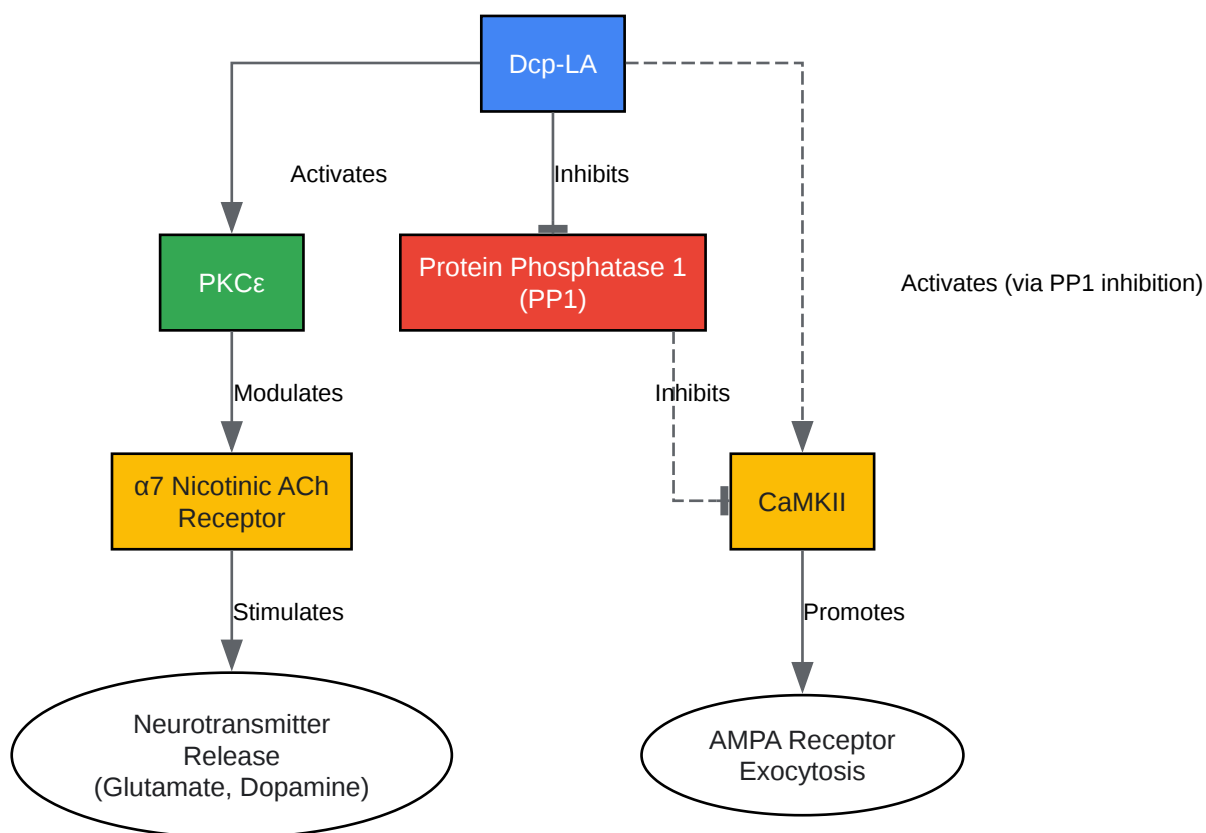 Dcp-LA
Activates
Inhibits
PKCε
Protein Phosphatase 1
(PP1)
Activates (via PP1 inhibition)
Modulates
Inhibits
α7 Nicotinic ACh
Receptor
CaMKII
Stimulates
Promotes
Neurotransmitter
Release
(Glutamate, Dopamine)
AMPA Receptor
Exocytosis